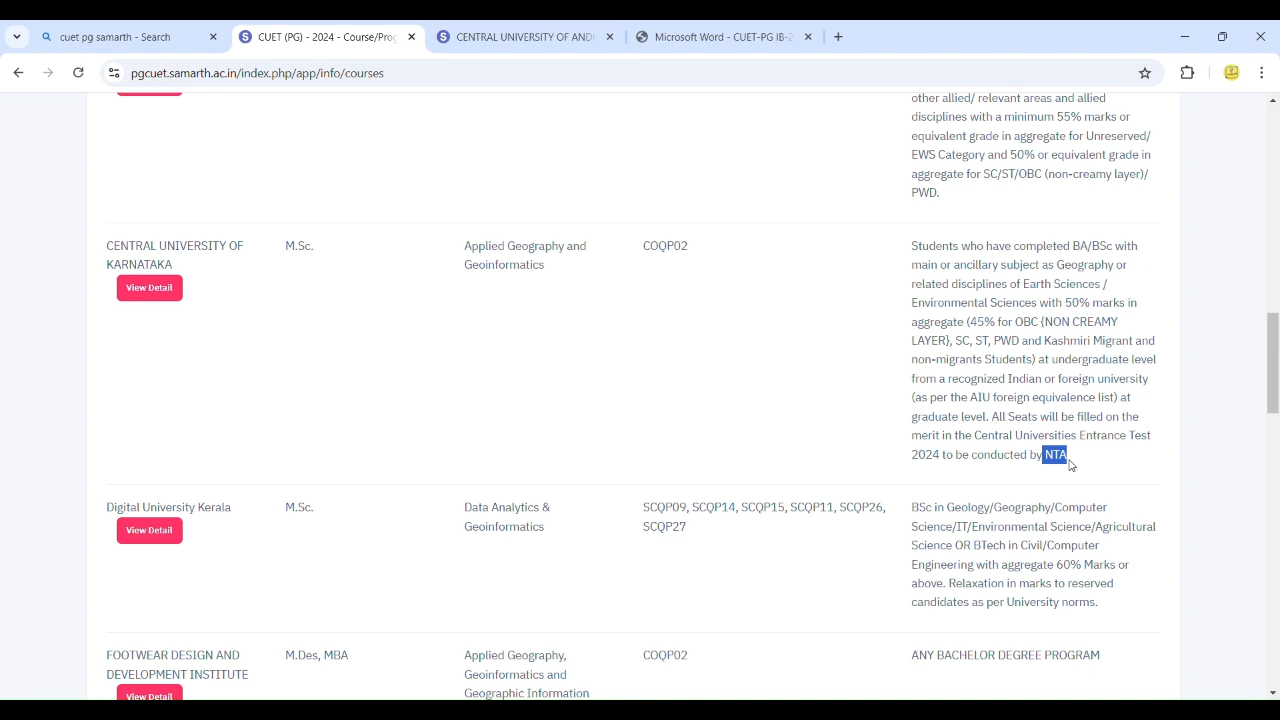 cuet pg samarth - Search
CUET (PG) - 2024 - Course/Prog
CENTRAL UNIVERSITY OF AND
Microsoft Word - CUET-PG IB-2
pgcuet.samarth.ac.in/index.php/app/info/courses
other allied/ relevant areas and allied
disciplines with a minimum 55% marks or
equivalent grade in aggregate for Unreserved/
EWS Category and 50% or equivalent grade in
aggregate for SC/ST/OBC (non-creamy layer)/
PWD.
CENTRAL UNIVERSITY OF
KARNATAKA
View Detail
M.Sc.
Applied Geography and
Geoinformatics
COQP02
Students who have completed BA/BSc with
main or ancillary subject as Geography or
related disciplines of Earth Sciences /
Environmental Sciences with 50% marks in
aggregate (45% for OBC {NON CREAMY
LAYER}, SC, ST, PWD and Kashmiri Migrant and
non-migrants Students) at undergraduate level
from a recognized Indian or foreign university
(as per the AIU foreign equivalence list) at
graduate level. All Seats will be filled on the
merit in the Central Universities Entrance Test
2024 to be conducted by NTA
Digital University Kerala
View Detail
M.Sc.
Data Analytics &
Geoinformatics
SCQP09, SCQP14, SCQP15, SCQP11, SCQP26,
SCQP27
BSc in Geology/Geography/Computer
Science/IT/Environmental Science/Agricultural
Science OR BTech in Civil/Computer
Engineering with aggregate 60% Marks or
above. Relaxation in marks to reserved
candidates as per University norms.
FOOTWEAR DESIGN AND
DEVELOPMENT INSTITUTE
View Detail
M.Des, MBA
Applied Geography,
Geoinformatics and
Geographic Information
COQP02
ANY BACHELOR DEGREE PROGRAM